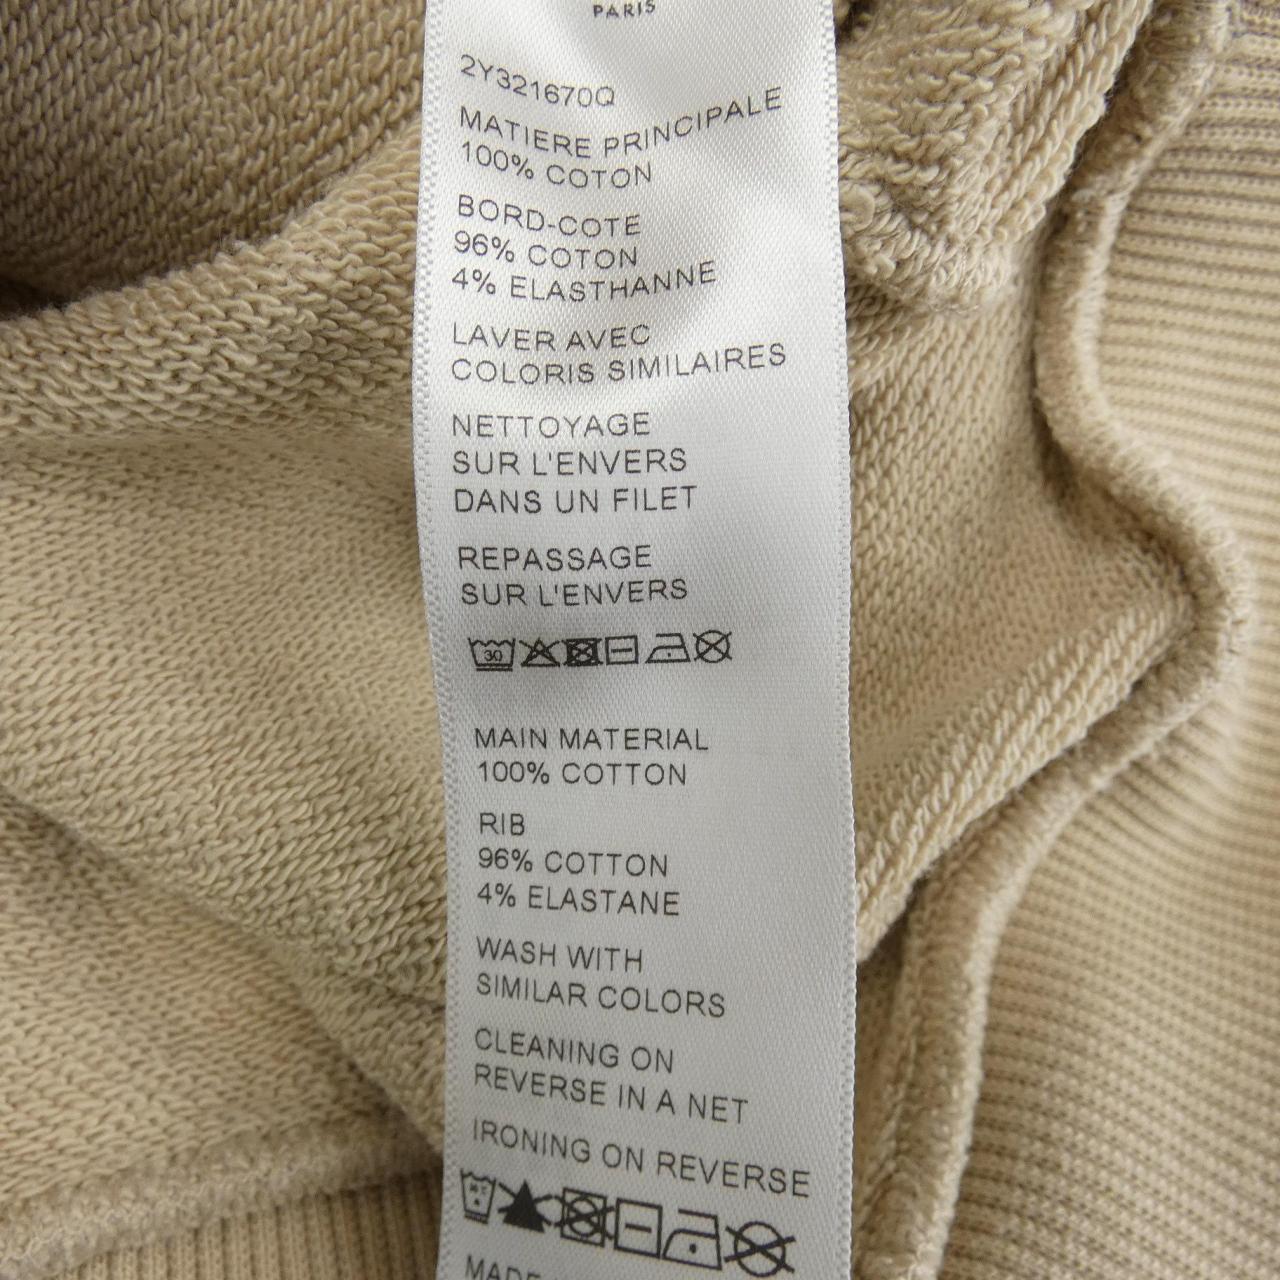 PARIS
2Y321670Q
MATIERE PRINCIPALE
100% COTON
BORD-COTE
96% COTON
4% ELASTHANNE
LAVER AVEC
COLORIS SIMILAIRES
NETTOYAGE
SUR L'ENVERS
DANS UN FILET
REPASSAGE
SUR L'ENVERS
30
MAIN MATERIAL
100% COTTON
RIB
96% COTTON
4% ELASTANE
WASH WITH
SIMILAR COLORS
CLEANING ON
REVERSE IN A NET
IRONING ON REVERSE
MADE